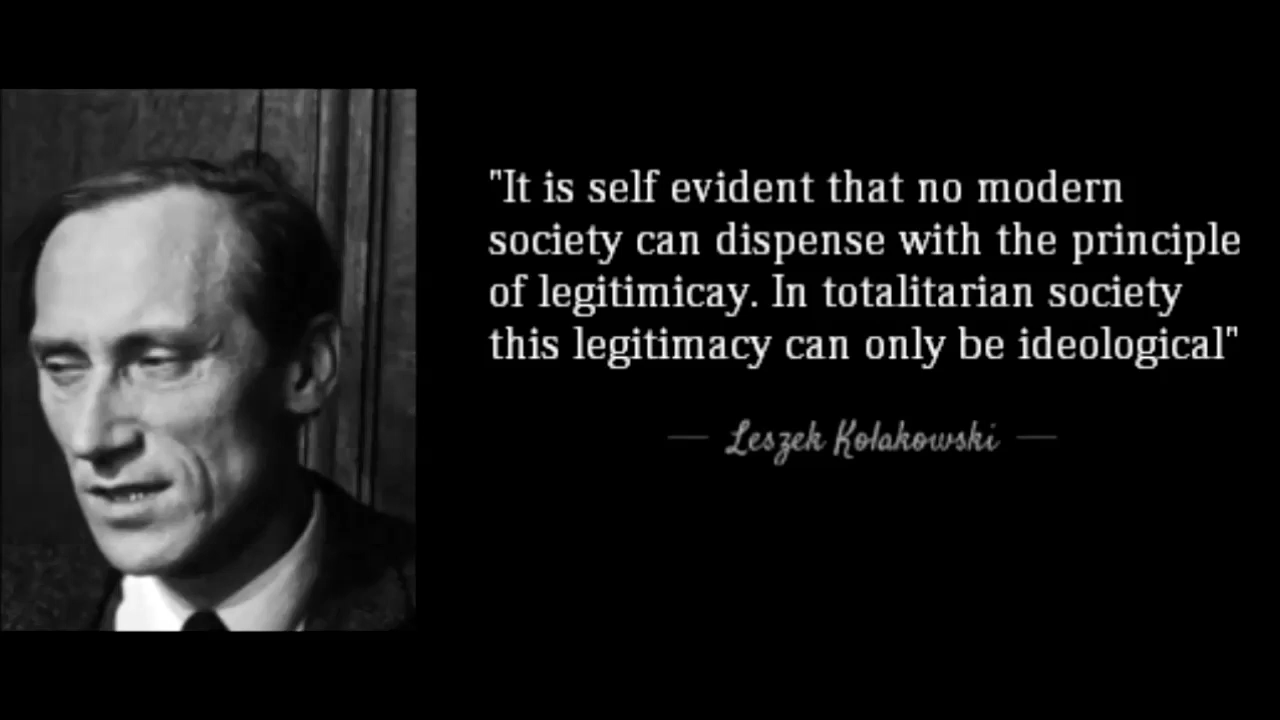 "It is self evident that no modern
society can dispense with the principle
of legitimicay. In totalitarian society
this legitimacy can only be ideological"
— Leszek Kolakowski —